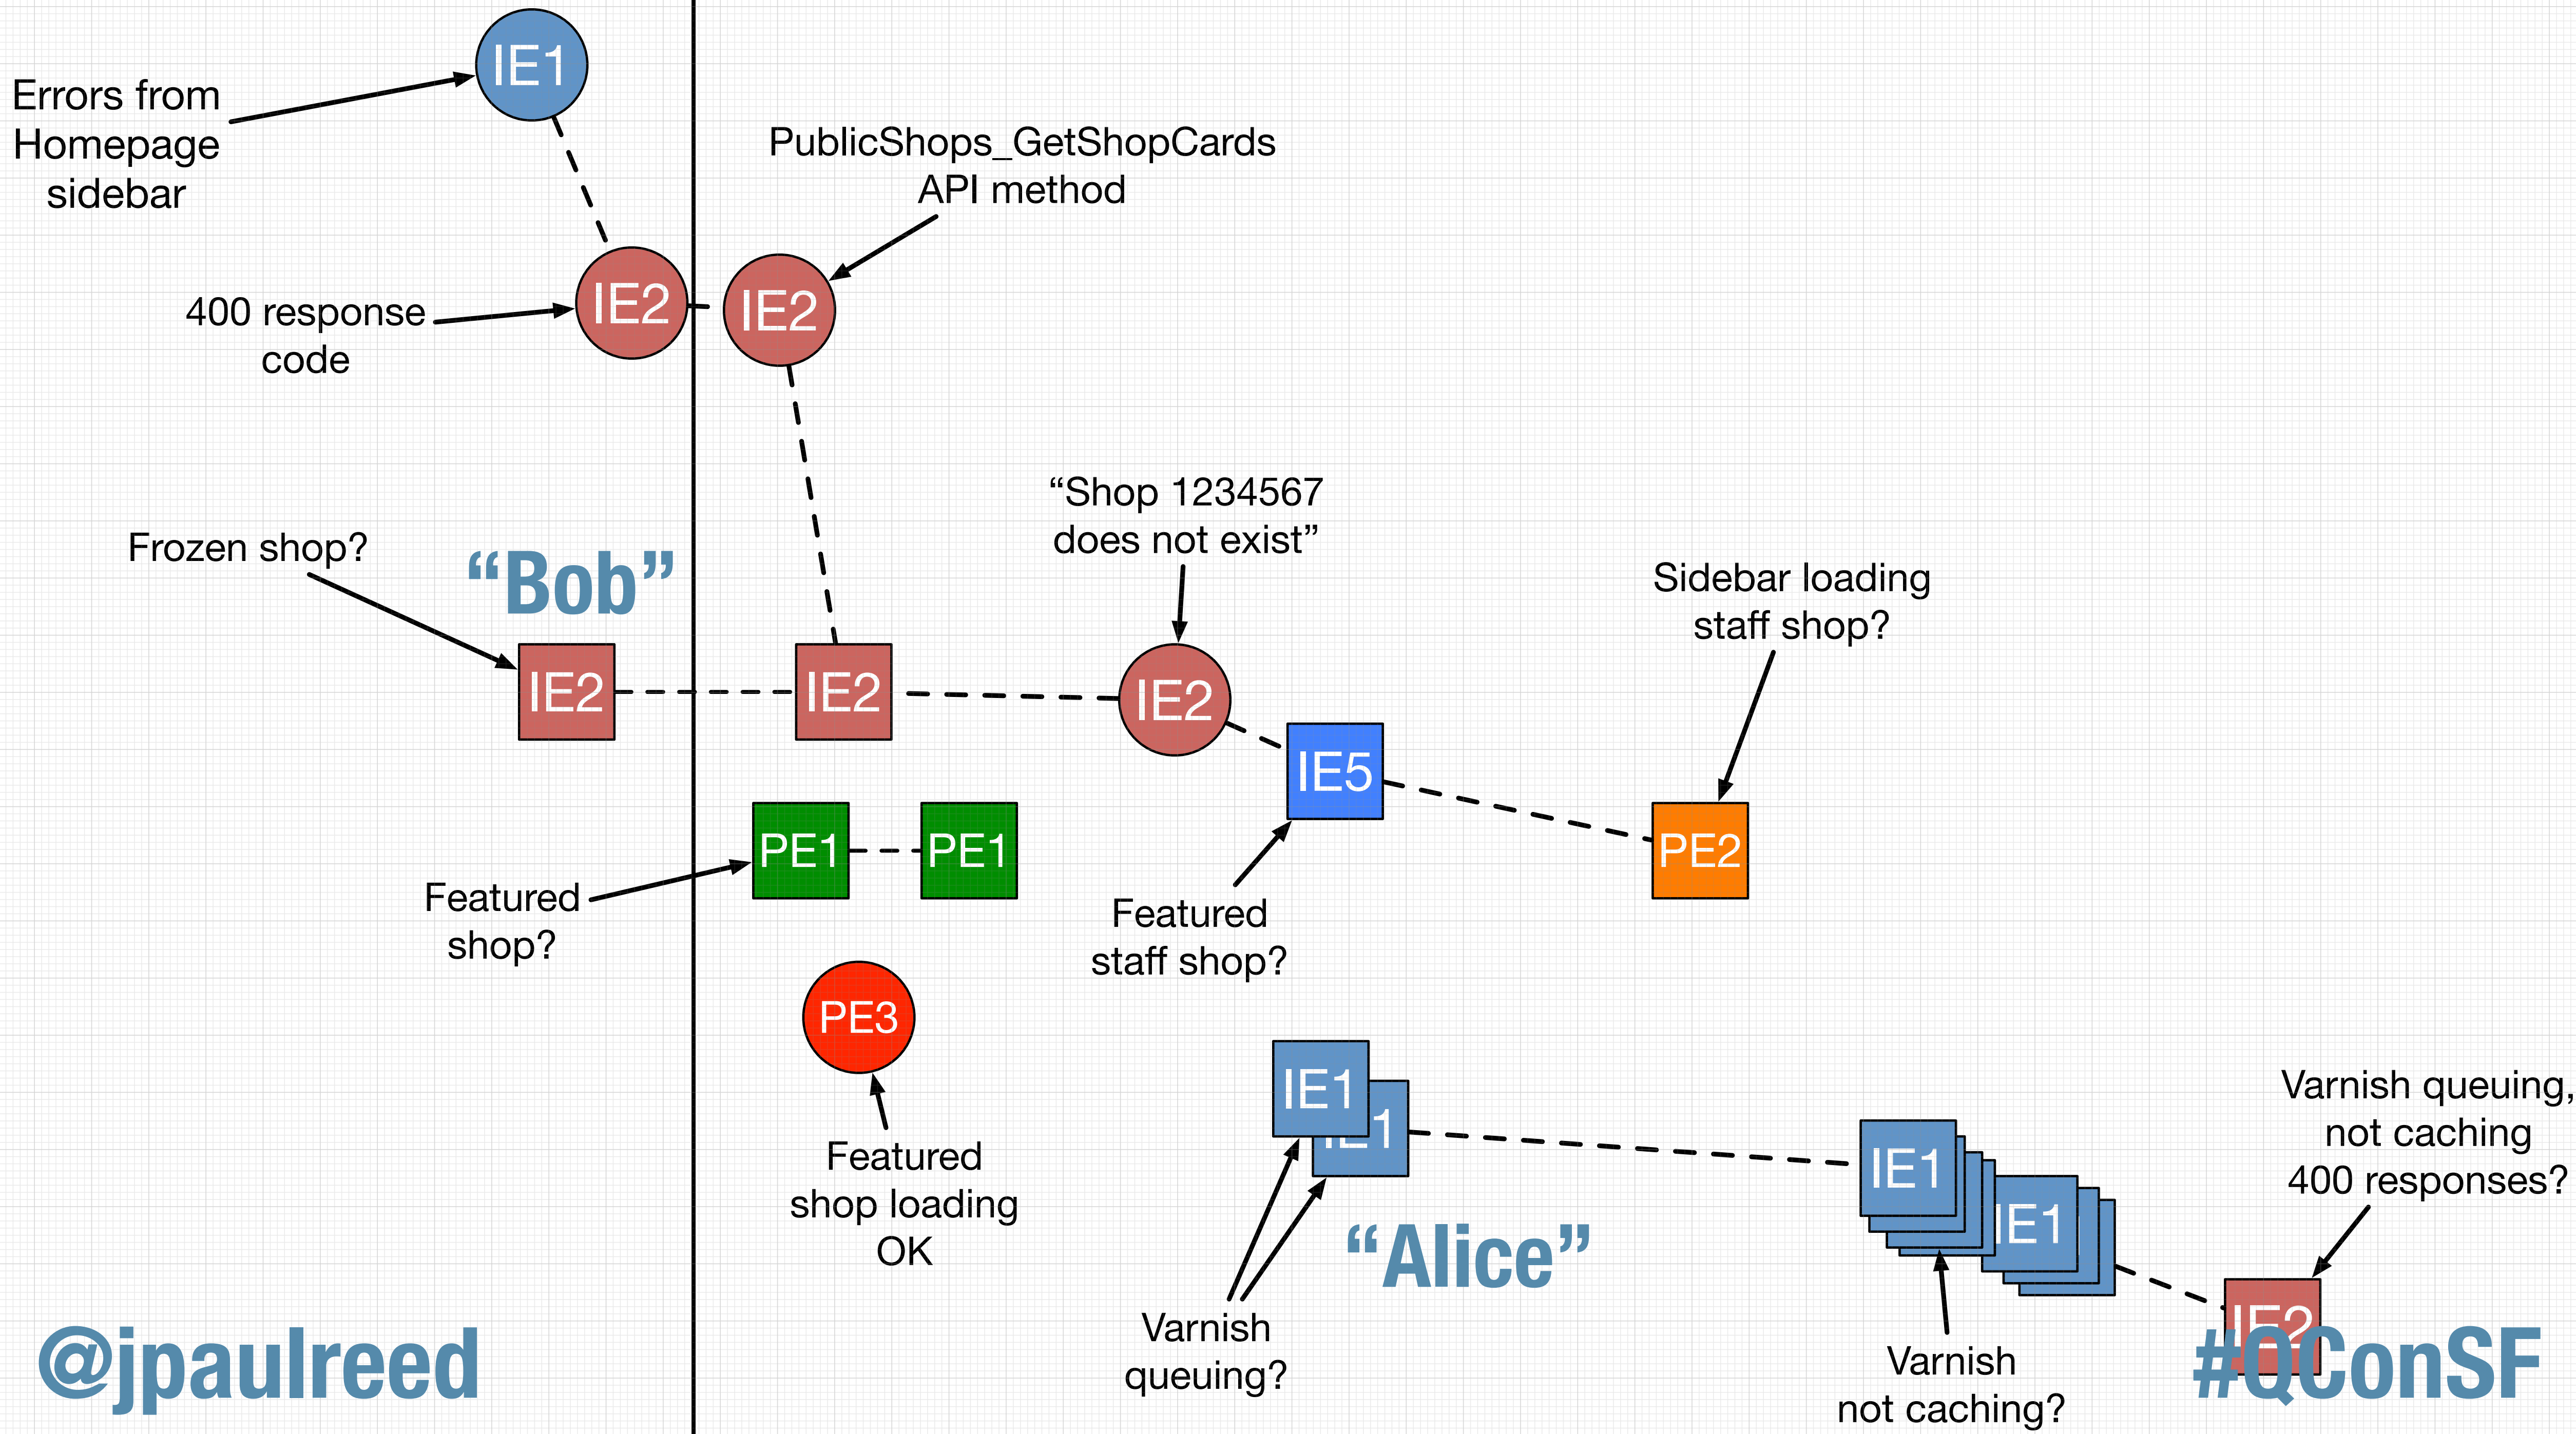 IE1
Errors from
Homepage
sidebar
PublicShops_GetShopCards
API method
400 response
code
IE2
IE2
“Shop 1234567
does not exist”
Frozen shop?
“Bob”
Sidebar loading
staff shop?
IE2
IE2
IE2
IE5
PE1
PE1
PE2
Featured
shop?
Featured
staff shop?
PE3
Featured
shop loading
OK
IE1
IE1
“Alice”
Varnish
queuing?
IE1
IE1
Varnish
not caching?
Varnish queuing,
not caching
400 responses?
IE2
@jpaulreed
#QConSF